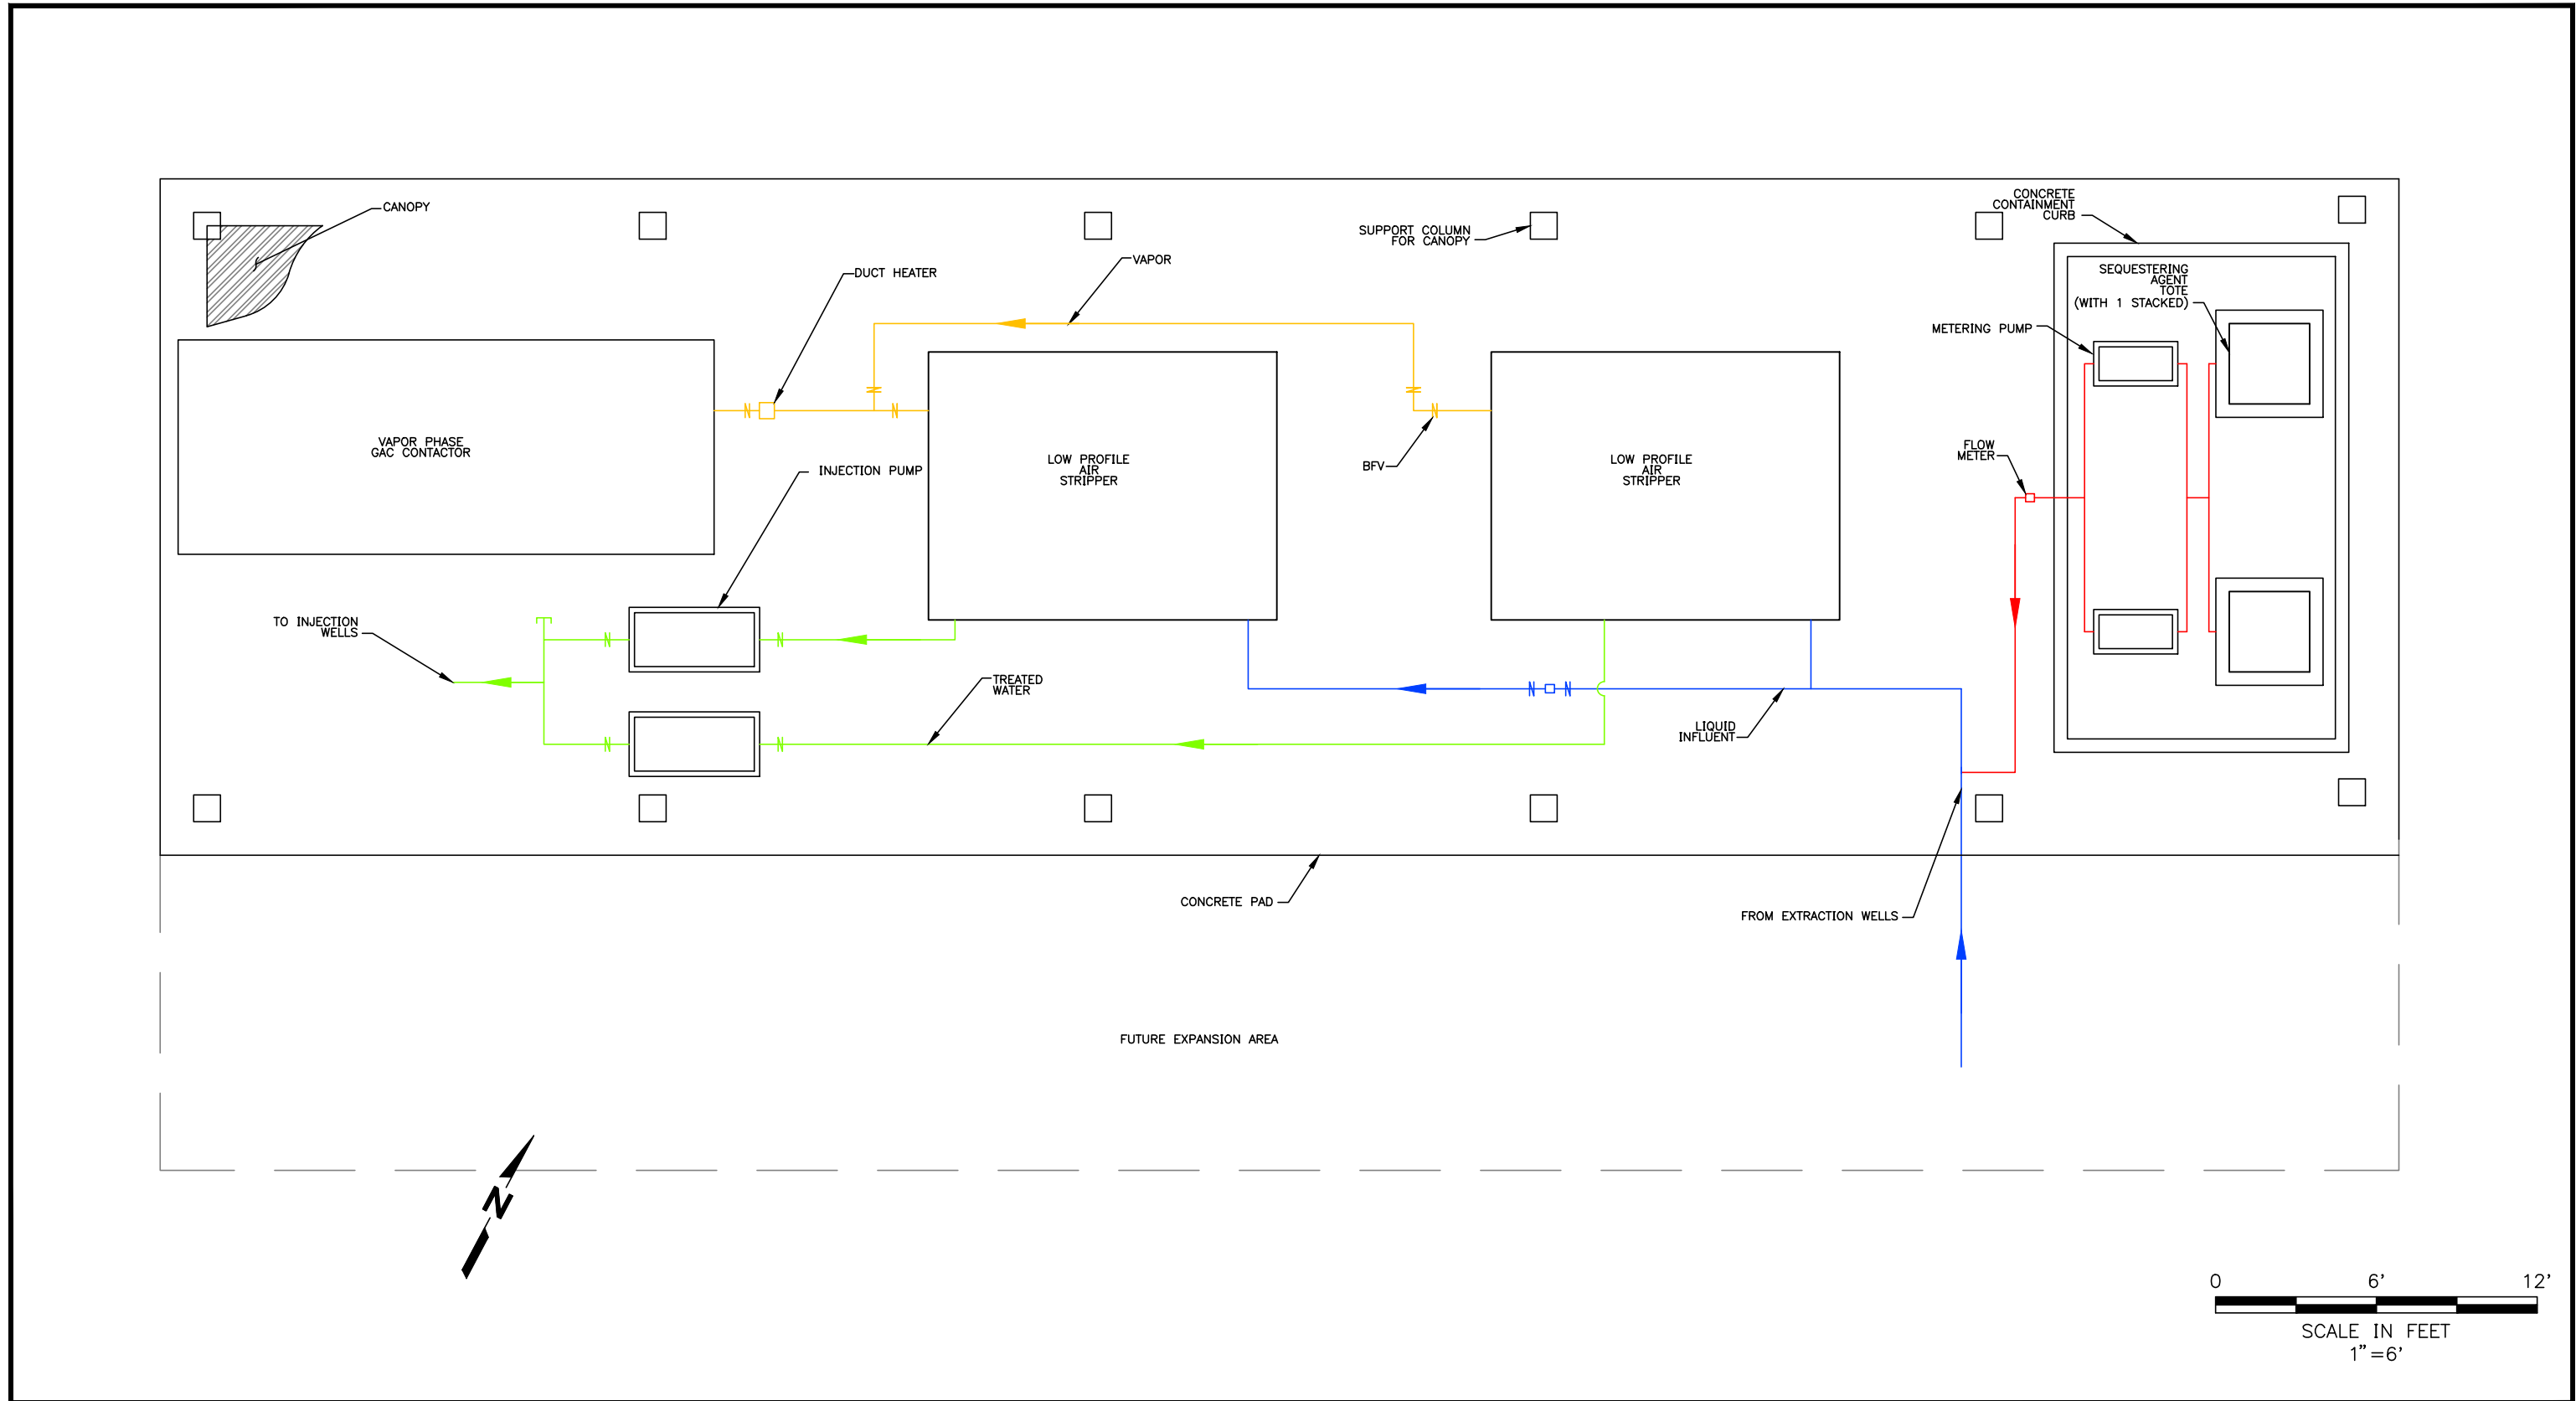 CANOPY
CONCRETE
CONTAINMENT
CURB
SUPPORT COLUMN
FOR CANOPY
VAPOR
DUCT HEATER
SEQUESTERING
AGENT
TOTE
(WITH 1 STACKED)
METERING PUMP
VAPOR PHASE
GAC CONTACTOR
INJECTION PUMP
LOW PROFILE
AIR
STRIPPER
BFV
LOW PROFILE
AIR
STRIPPER
FLOW
METER
TO INJECTION
WELLS
TREATED
WATER
LIQUID
INFLUENT
CONCRETE PAD
FROM EXTRACTION WELLS
FUTURE EXPANSION AREA
N
0 6' 12'
SCALE IN FEET
1"=6'